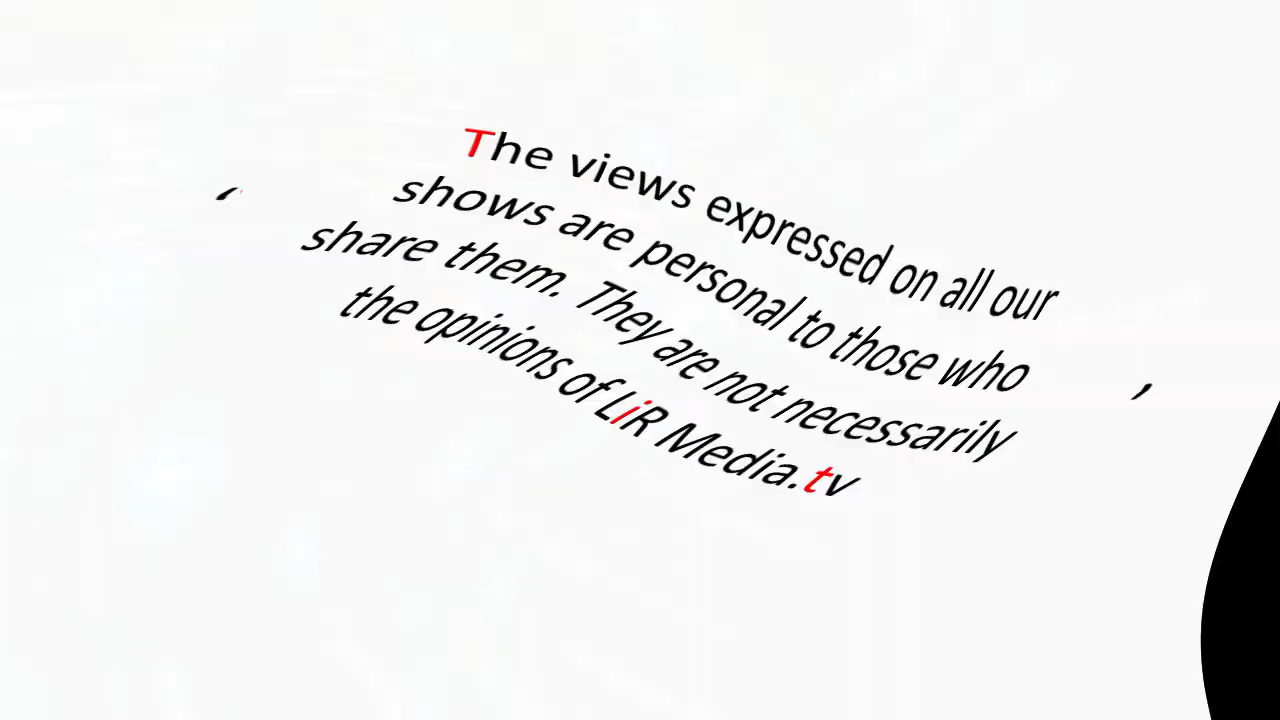 ‘
The views expressed on all our
shows are personal to those who
share them. They are not necessarily
the opinions of LiR Media.tv
’